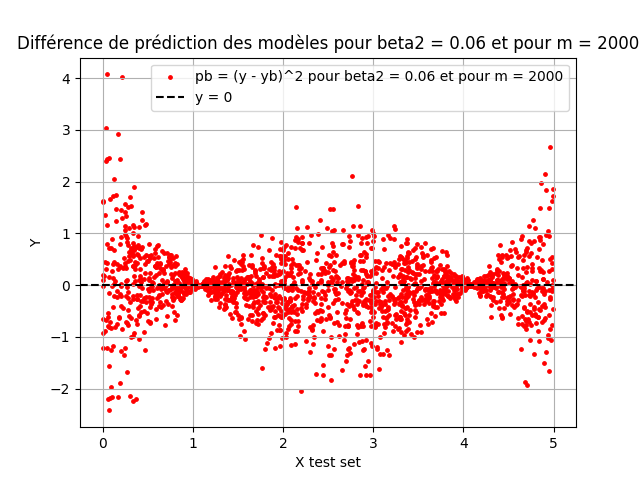 Différence de prédiction des modèles pour beta2 = 0.06 et pour m = 2000
pb = (y - yb)^2 pour beta2 = 0.06 et pour m = 2000
y = 0
4
3
2
1
0
−1
−2
Y
0 1 2 3 4 5
X test set